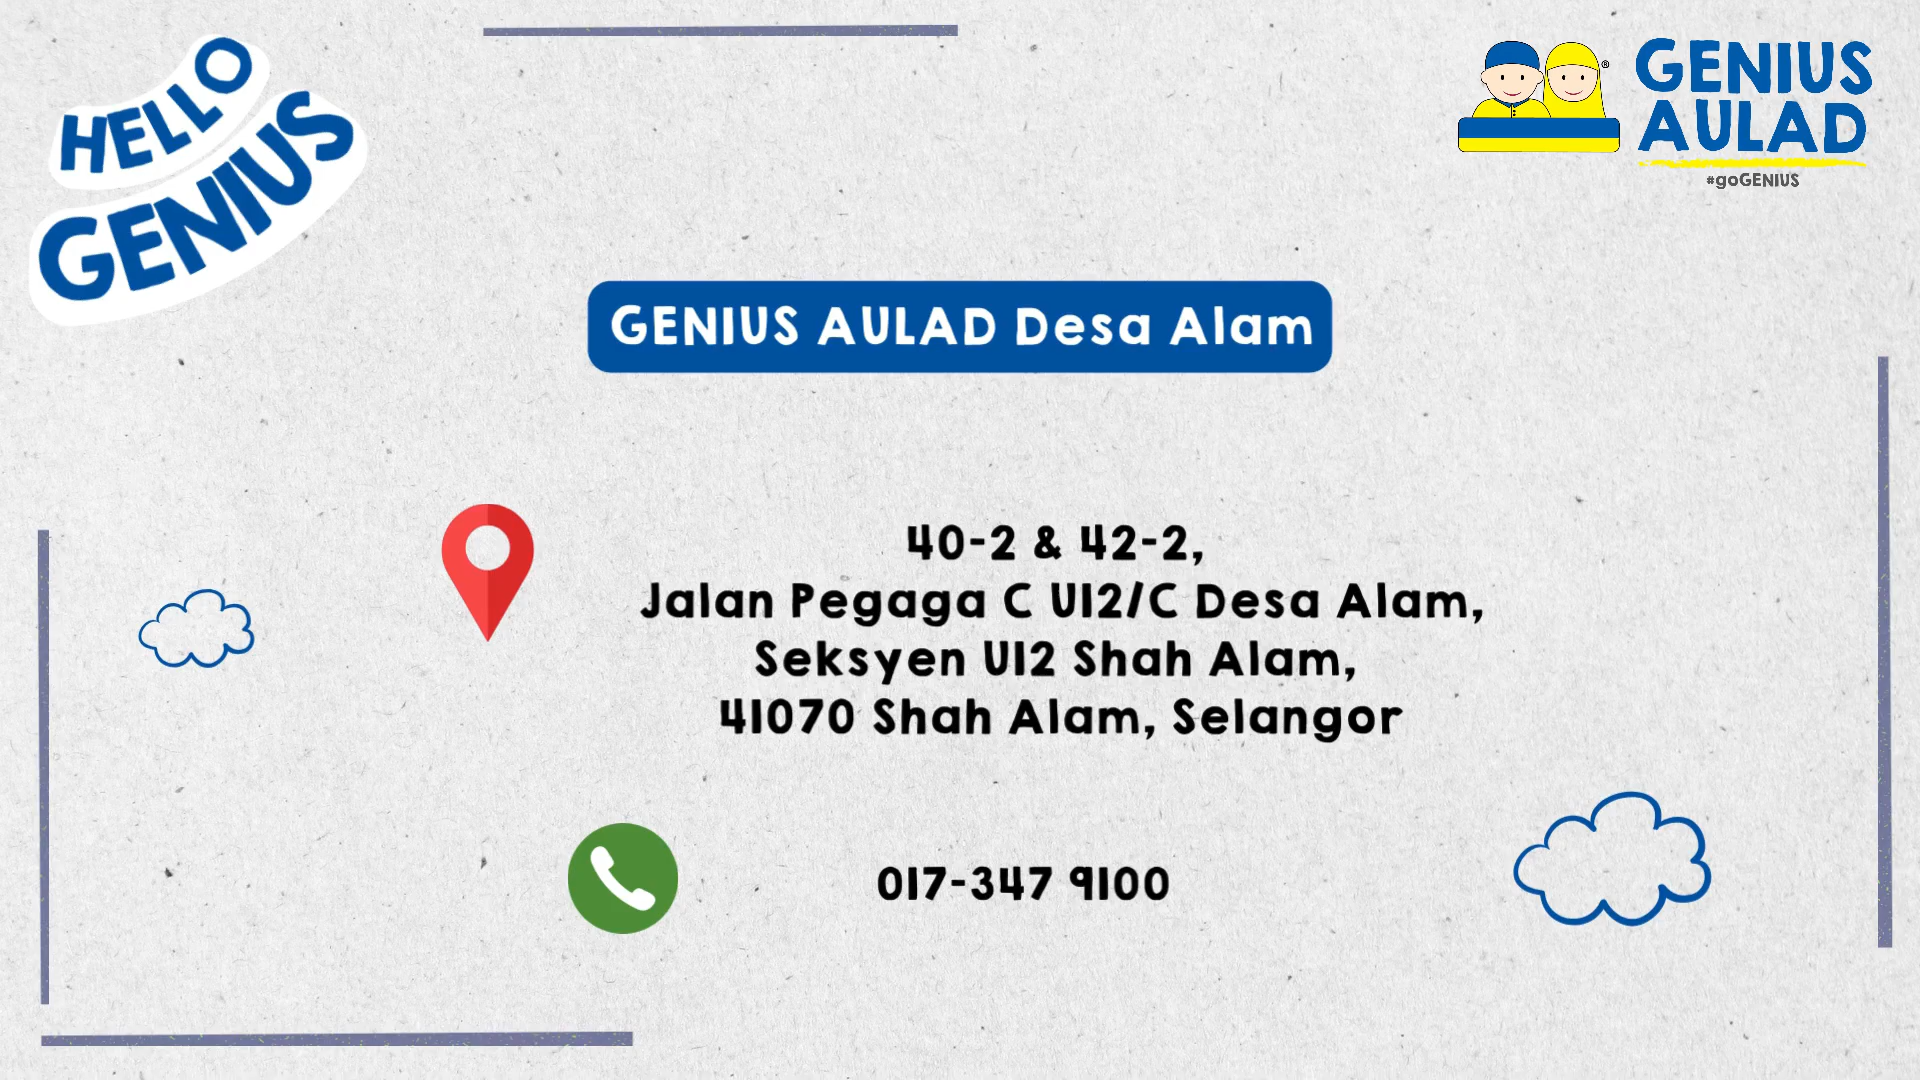 HELLO
GENIUS
GENIUS
AULAD
#goGENIUS
GENIUS AULAD Desa Alam
40-2 & 42-2,
Jalan Pegaga C U12/C Desa Alam,
Seksyen U12 Shah Alam,
41070 Shah Alam, Selangor
017-347 9100